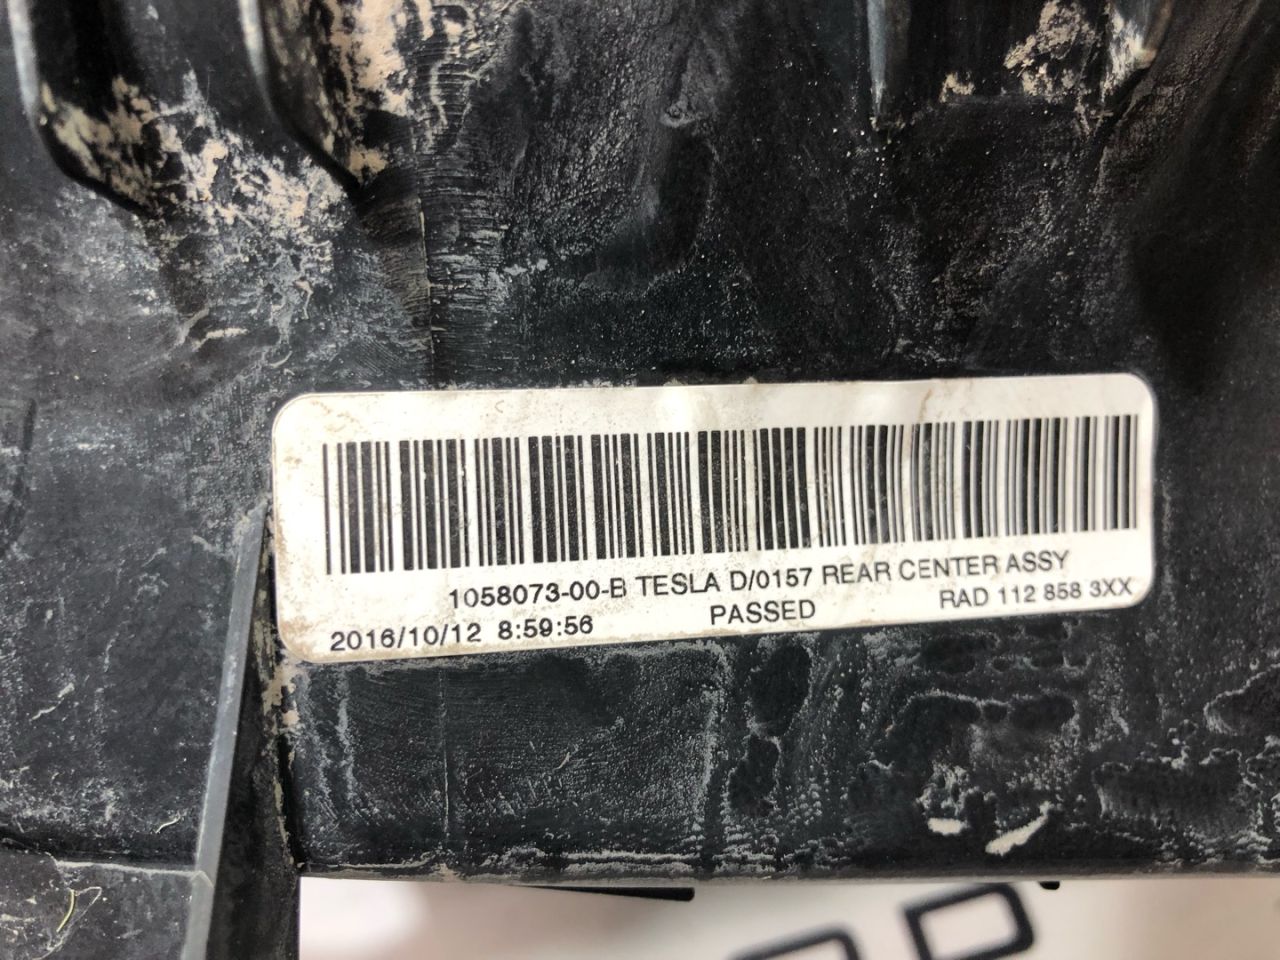 1058073-00-B TESLA D/0157 REAR CENTER ASSY
2016/10/12 8:59:56 PASSED RAD 112 858 3XX